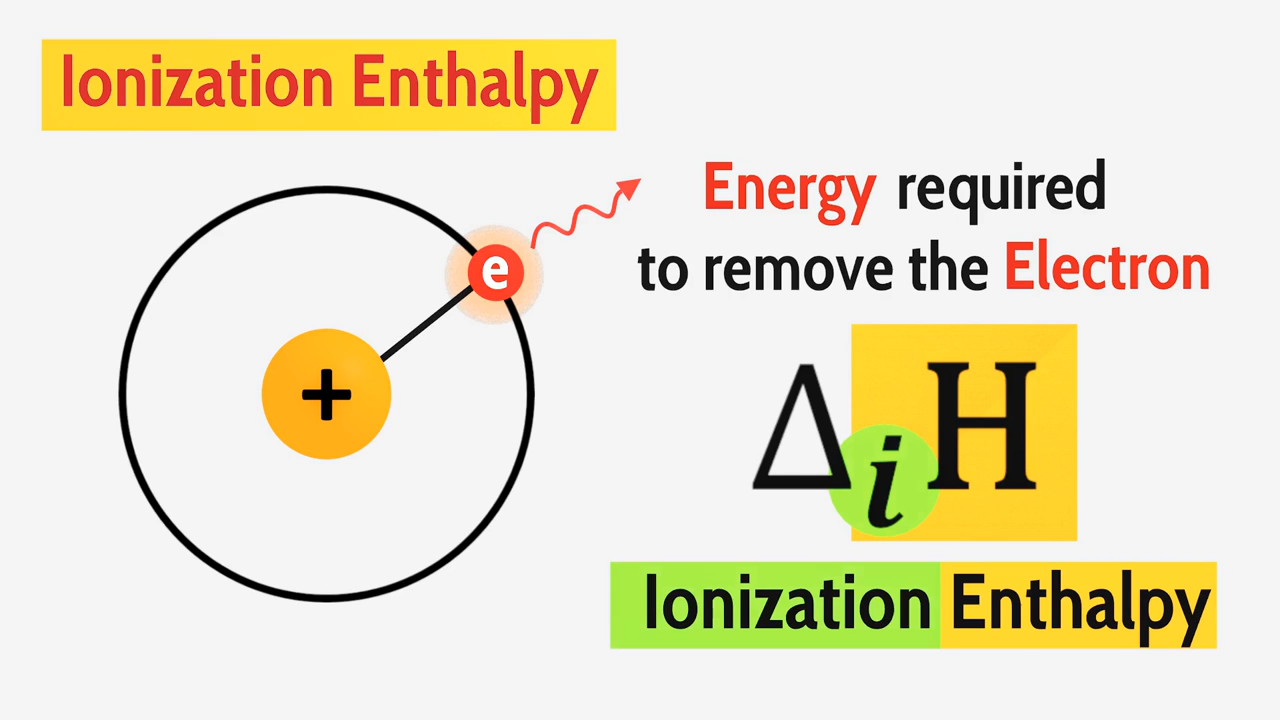 Ionization Enthalpy
e
+
Energy required
to remove the Electron
ΔiH
Ionization Enthalpy